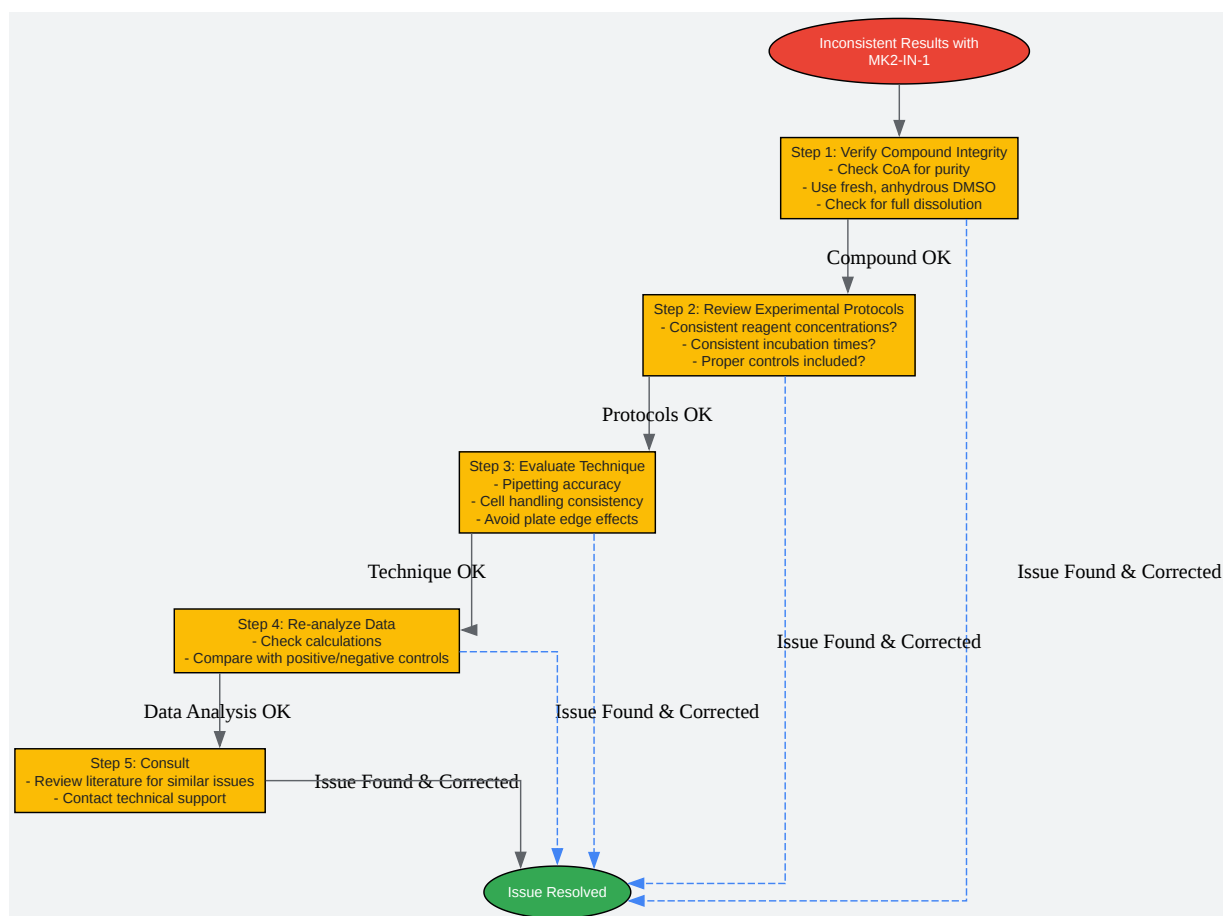 Inconsistent Results with
MK2-IN-1
Step 1: Verify Compound Integrity
- Check CoA for purity
- Use fresh, anhydrous DMSO
- Check for full dissolution
Compound OK
Step 2: Review Experimental Protocols
- Consistent reagent concentrations?
- Consistent incubation times?
- Proper controls included?
Protocols OK
Step 3: Evaluate Technique
- Pipetting accuracy
- Cell handling consistency
- Avoid plate edge effects
Technique OK
Issue Found & Corrected
Step 4: Re-analyze Data
- Check calculations
- Compare with positive/negative controls
Issue Found & Corrected
Data Analysis OK
Issue Found & Corrected
Step 5: Consult
- Review literature for similar issues
- Contact technical support
Issue Found & Corrected
Issue Resolved